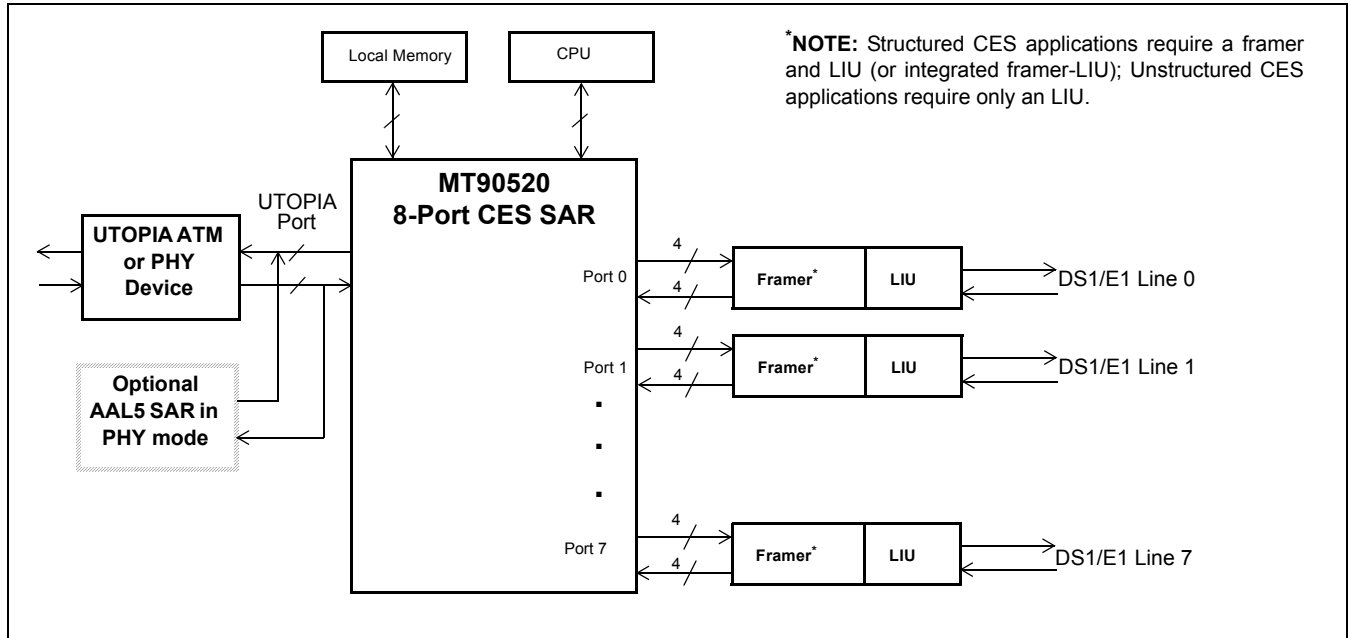 Local Memory
CPU
*NOTE: Structured CES applications require a framer
and LIU (or integrated framer-LIU); Unstructured CES
applications require only an LIU.
MT90520
8-Port CES SAR
UTOPIA
Port
UTOPIA ATM
or PHY
Device
Optional
AAL5 SAR in
PHY mode
Port 0
4
4
Framer*
LIU
DS1/E1 Line 0
Port 1
4
4
Framer*
LIU
DS1/E1 Line 1
Port 7
4
4
Framer*
LIU
DS1/E1 Line 7